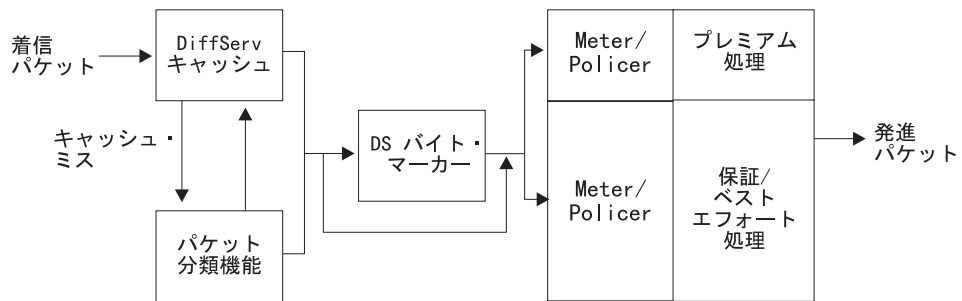 着信
パケット
DiffServ
キャッシュ
キャッシュ・
ミス
パケット
分類機能
DS バイト・
マーカー
Meter/
Policer
プレミアム
処理
Meter/
Policer
保証/
ベスト
エフォート
処理
発進
パケット